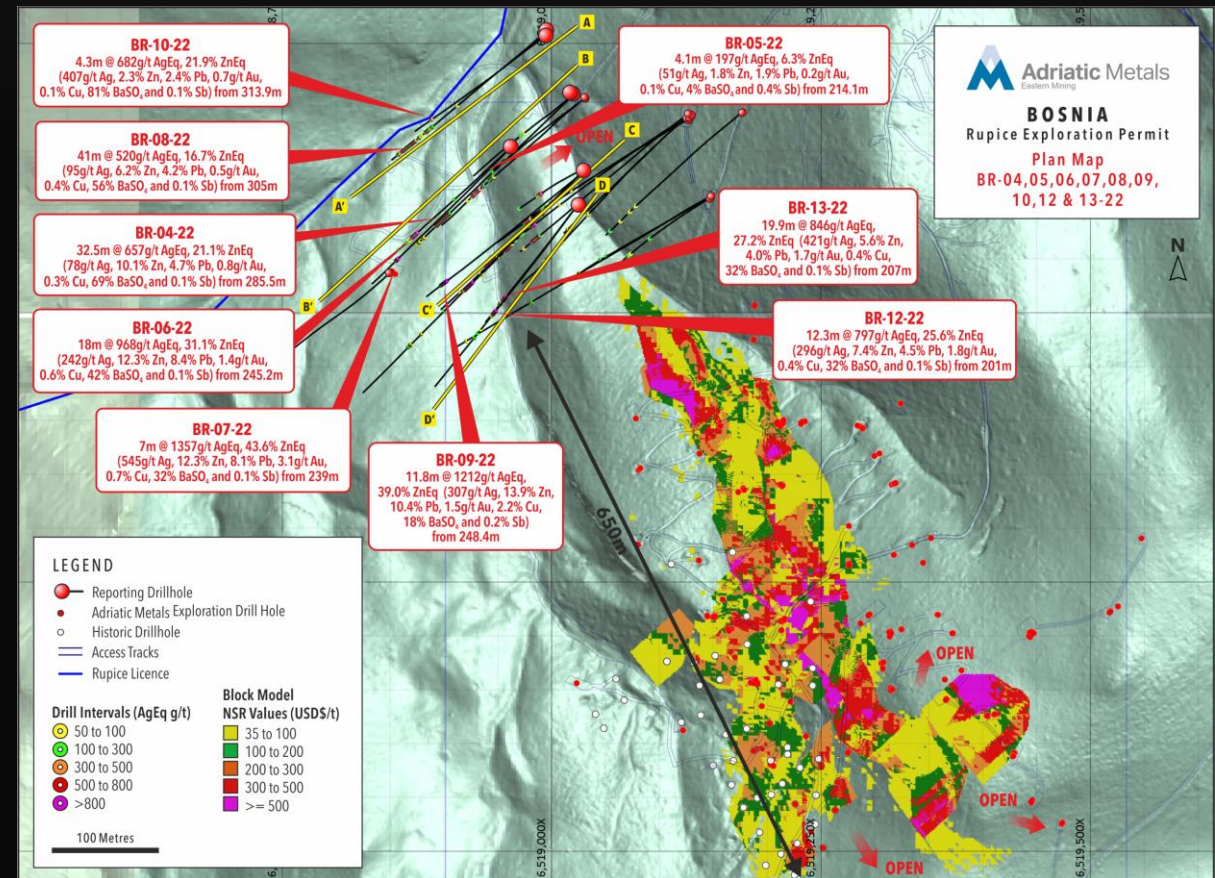 BR-10-22
4.3m @ 682g/t AgEq, 21.9% ZnEq
(407g/t Ag, 2.3% Zn, 2.4% Pb, 0.7g/t Au,
0.1% Cu, 81% BaSO₄ and 0.1% Sb) from 313.9m
BR-08-22
41m @ 520g/t AgEq, 16.7% ZnEq
(95g/t Ag, 6.2% Zn, 4.2% Pb, 0.5g/t Au,
0.4% Cu, 56% BaSO₄ and 0.1% Sb) from 305m
BR-04-22
32.5m @ 657g/t AgEq, 21.1% ZnEq
(78g/t Ag, 10.1% Zn, 4.7% Pb, 0.8g/t Au,
0.3% Cu, 69% BaSO₄ and 0.1% Sb) from 285.5m
BR-06-22
18m @ 968g/t AgEq, 31.1% ZnEq
(242g/t Ag, 12.3% Zn, 8.4% Pb, 1.4g/t Au,
0.6% Cu, 42% BaSO₄ and 0.1% Sb) from 245.2m
BR-07-22
7m @ 1357g/t AgEq, 43.6% ZnEq
(545g/t Ag, 12.3% Zn, 8.1% Pb, 3.1g/t Au,
0.7% Cu, 32% BaSO₄ and 0.1% Sb) from 239m
BR-09-22
11.8m @ 1212g/t AgEq,
39.0% ZnEq (307g/t Ag, 13.9% Zn,
10.4% Pb, 1.5g/t Au, 2.2% Cu,
18% BaSO₄ and 0.2% Sb)
from 248.4m
BR-05-22
4.1m @ 197g/t AgEq, 6.3% ZnEq
(51g/t Ag, 1.8% Zn, 1.9% Pb, 0.2g/t Au,
0.1% Cu, 4% BaSO₄ and 0.4% Sb) from 214.1m
BR-13-22
19.9m @ 846g/t AgEq,
27.2% ZnEq (421g/t Ag, 5.6% Zn,
4.0% Pb, 1.7g/t Au, 0.4% Cu,
32% BaSO₄ and 0.1% Sb) from 207m
BR-12-22
12.3m @ 797g/t AgEq, 25.6% ZnEq
(296g/t Ag, 7.4% Zn, 4.5% Pb, 1.8g/t Au,
0.4% Cu, 32% BaSO₄ and 0.1% Sb) from 201m
Adriatic Metals
Eastern Mining
BOSNIA
Rupice Exploration Permit
Plan Map
BR-04,05,06,07,08,09,
10,12 & 13-22
N
A
B
C
D
A'
B'
C'
D'
OPEN
650m
OPEN
OPEN
OPEN
6,519,000X
6,519,250X
6,519,500X
LEGEND
Reporting Drillhole
Adriatic Metals Exploration Drill Hole
Historic Drillhole
Access Tracks
Rupice Licence
Drill Intervals (AgEq g/t)
50 to 100
100 to 300
300 to 500
500 to 800
>800
Block Model
NSR Values (USD$/t)
35 to 100
100 to 200
200 to 300
300 to 500
>= 500
100 Metres